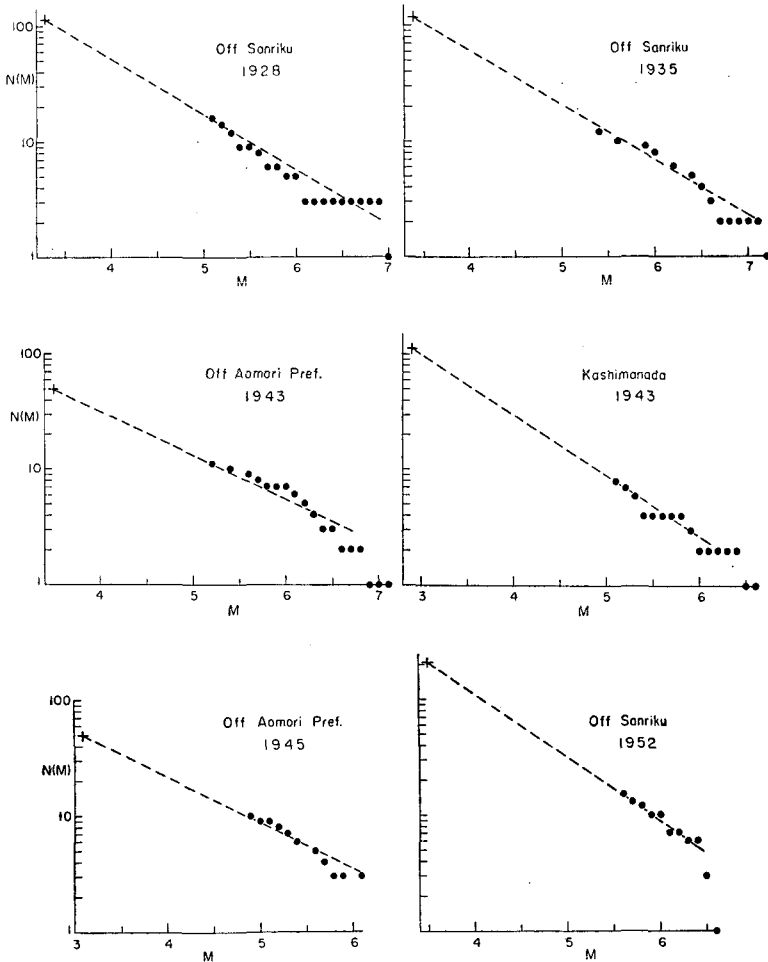 100
N(M)
10
1
Off Sanriku
1928
4 5 6 7
M
Off Sanriku
1935
4 5 6 7
M
100
N(M)
10
1
Off Aomori Pref.
1943
4 5 6 7
M
Kashimanada
1943
3 4 5 6
M
100
N(M)
10
1
Off Aomori Pref.
1945
3 4 5 6
M
Off Sanriku
1952
4 5 6
M